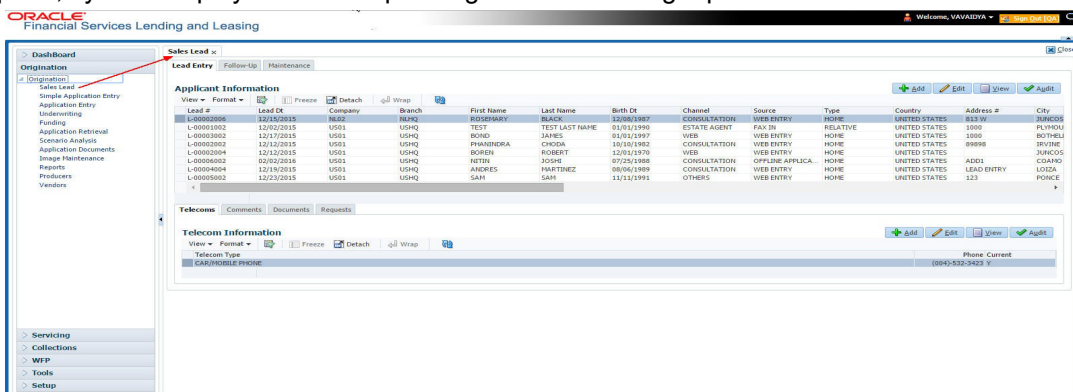 ORACLE
Financial Services Lending and Leasing
Welcome, VAVAIDYA
Sign Out [QA]
Close
DashBoard
Origination
Origination
Sales Lead
Simple Application Entry
Application Entry
Underwriting
Funding
Application Retrieval
Scenario Analysis
Application Documents
Image Maintenance
Reports
Producers
Vendors
Servicing
Collections
WFP
Tools
Setup
Sales Lead x
Lead Entry Follow-Up Maintenance
Applicant Information
Add Edit View Audit
View Format Freeze Detach Wrap
Lead # Lead Dt Company Branch First Name Last Name Birth Dt Channel Source Type Country Address # City
L-00002006 12/15/2015 NL02 NLHQ ROSEMARY BLACK 12/08/1987 CONSULTATION WEB ENTRY HOME UNITED STATES 813 W JUNCOS
L-00001002 02/02/2015 US01 USHQ TEST TEST LAST NAME 01/01/1990 ESTATE AGENT FAX IN RELATIVE UNITED STATES 1000 PLYMOU
L-00003002 12/17/2015 US01 USHQ BOND JAMES 01/01/1997 WEB WEB ENTRY HOME UNITED STATES 1000 BOTHELL
L-00002002 12/12/2015 US01 USHQ PHANINDRA CHODA 10/10/1982 CONSULTATION WEB ENTRY HOME UNITED STATES 89898 IRVINE
L-00002004 12/12/2015 US01 USHQ BOREN ROBERT 12/01/1970 WEB WEB ENTRY HOME UNITED STATES JUNCOS
L-00006002 02/02/2016 US01 USHQ NITIN JOSHI 07/25/1988 CONSULTATION OFFLINE APPLICA... HOME UNITED STATES ADD1 COAMO
L-00004004 12/19/2015 US01 USHQ ANDRES MARTINEZ 08/06/1989 CONSULTATION WEB ENTRY HOME UNITED STATES LEAD ENTRY LOIZA
L-00005002 12/23/2015 US01 USHQ SAM SAM 11/11/1991 OTHERS WEB ENTRY HOME UNITED STATES 123 PONCE
Telecoms Comments Documents Requests
Telecom Information
Add Edit View Audit
View Format Freeze Detach Wrap
Telecom Type Phone Current
CAR/MOBILE PHONE (004)-532-3423 Y